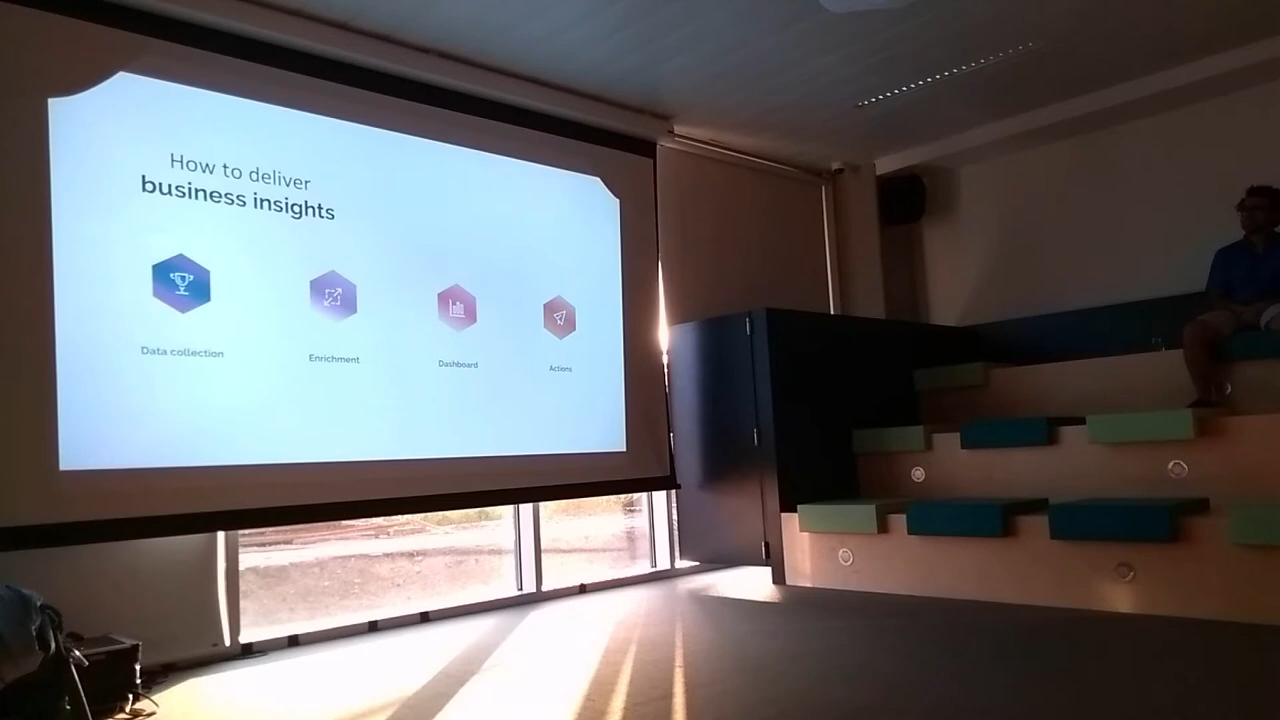 How to deliver
business insights
Data collection
Enrichment
Dashboard
Actions